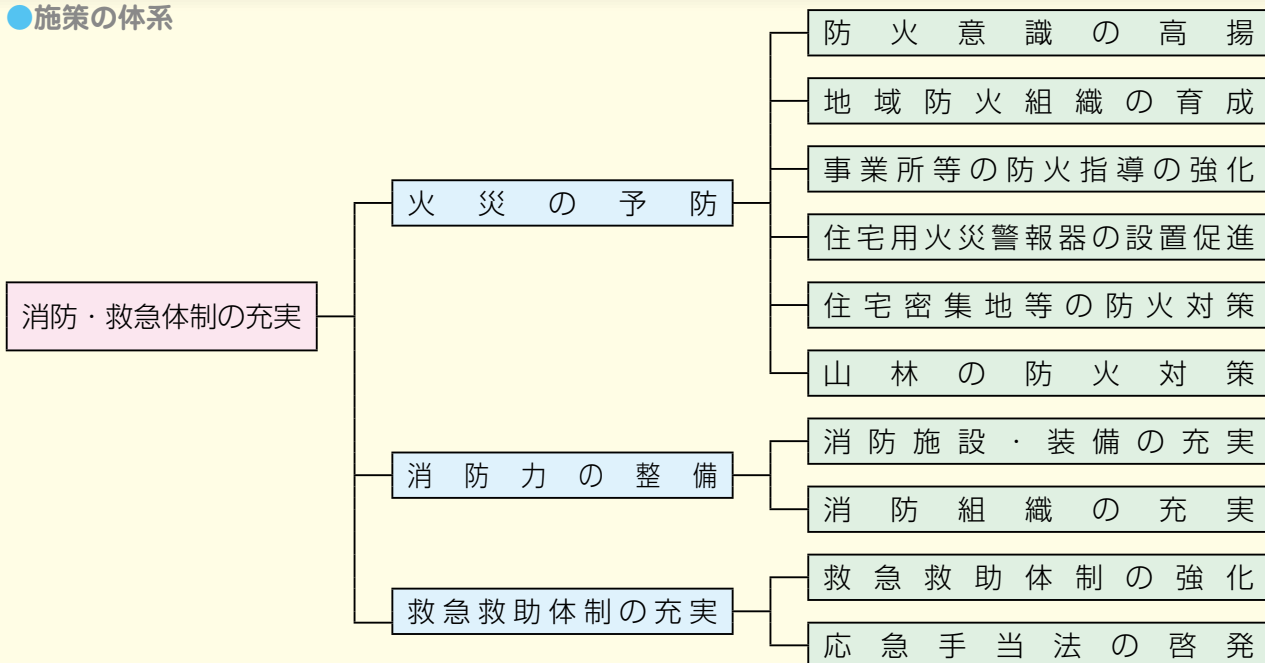 ●施策の体系
消防・救急体制の充実
火災の予防
防火意識の高揚
地域防火組織の育成
事業所等の防火指導の強化
住宅用火災警報器の設置促進
住宅密集地等の防火対策
山林の防火対策
消防力の整備
消防施設・装備の充実
消防組織の充実
救急救助体制の充実
救急救助体制の強化
応急手当法の啓発